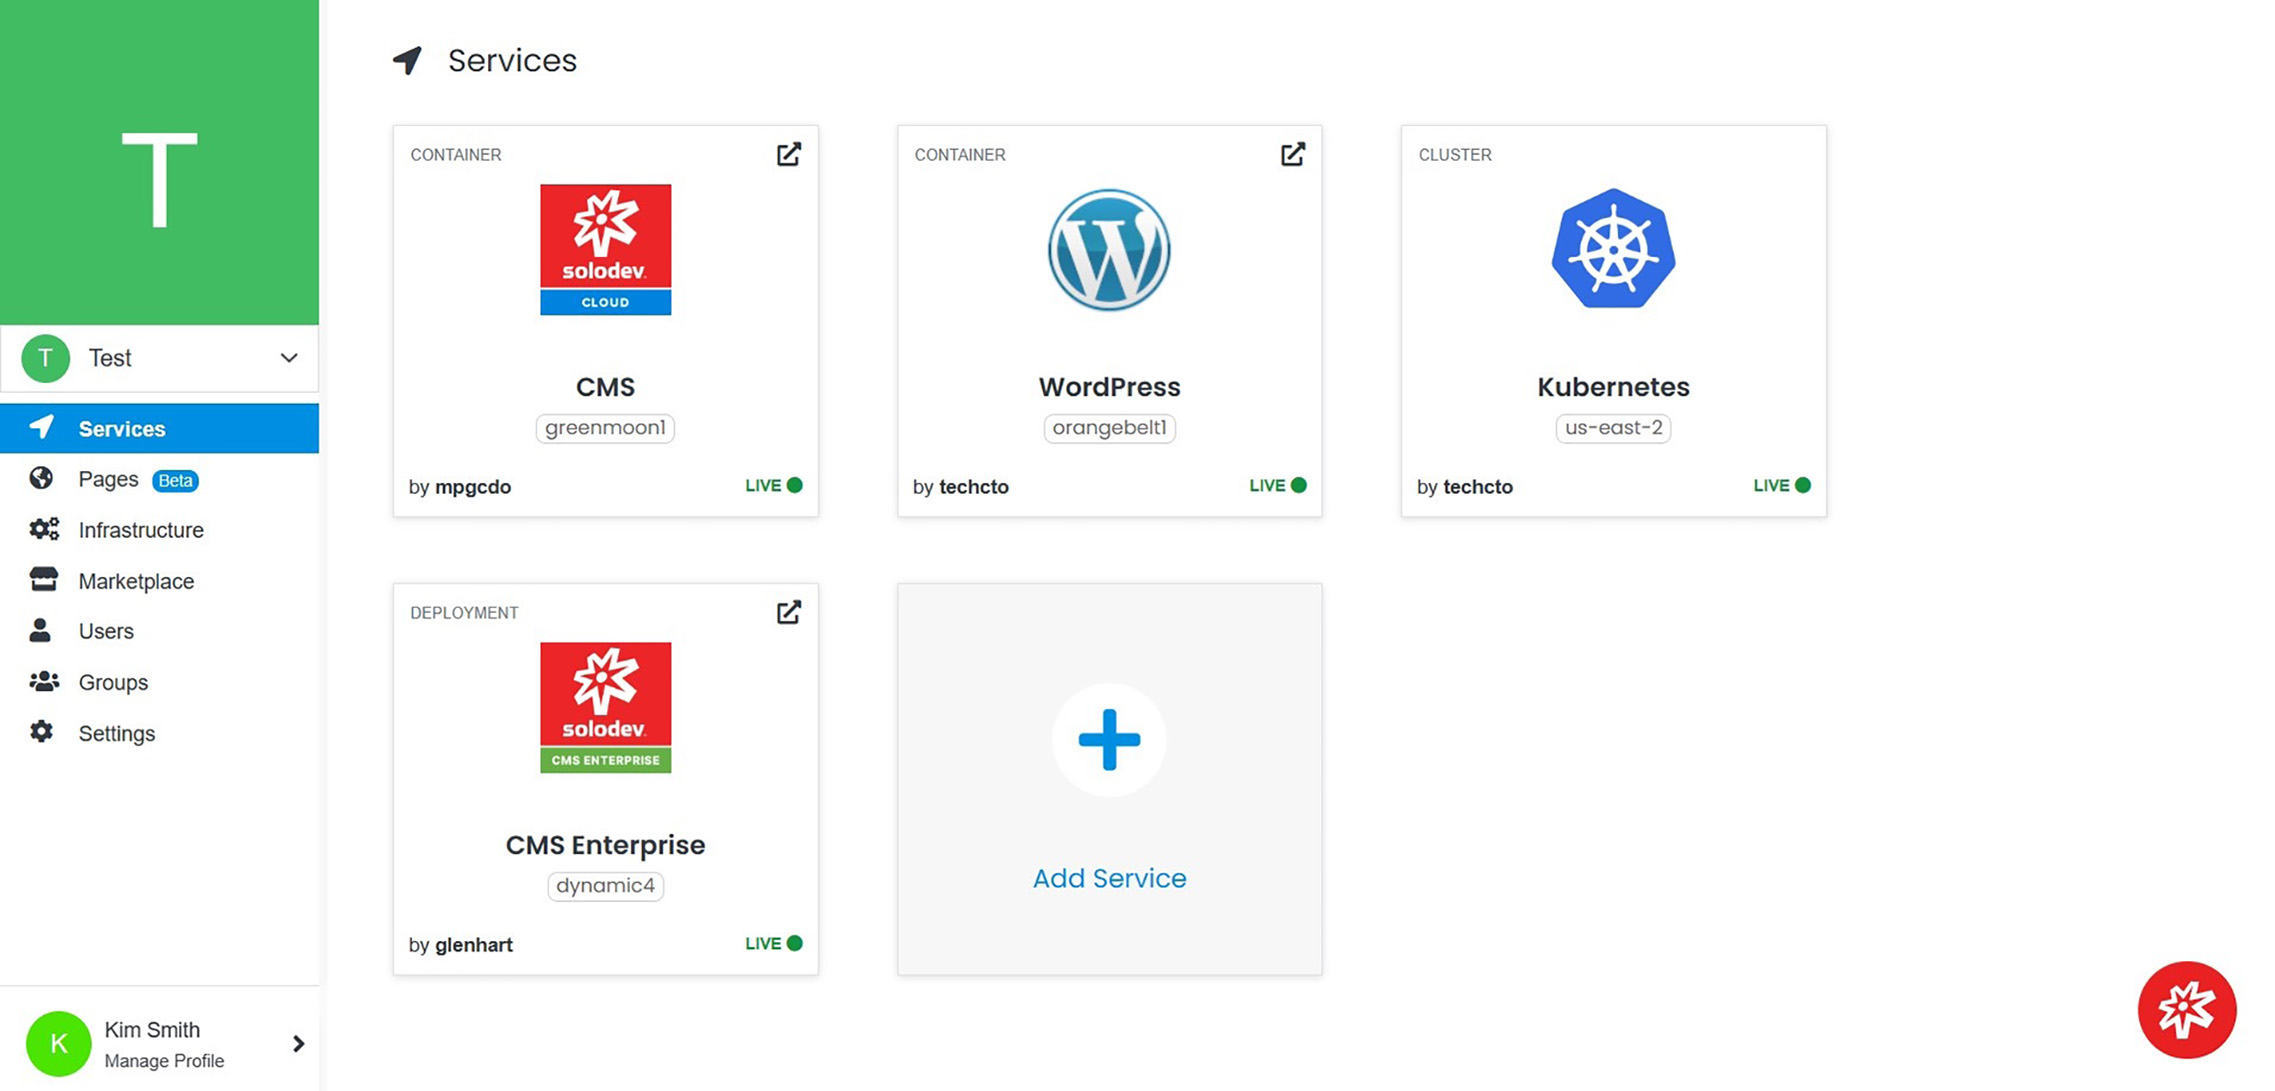 T
T
Test
Services
Pages Beta
Infrastructure
Marketplace
Users
Groups
Settings
K
Kim Smith
Manage Profile
Services
CONTAINER
solodev
CLOUD
CMS
greenmoon1
by mpgcdo
LIVE
CONTAINER
W
WordPress
orangebelt1
by techcto
LIVE
CLUSTER
Kubernetes
us-east-2
by techcto
LIVE
DEPLOYMENT
solodev
CMS ENTERPRISE
CMS Enterprise
dynamic4
by glenhart
LIVE
Add Service